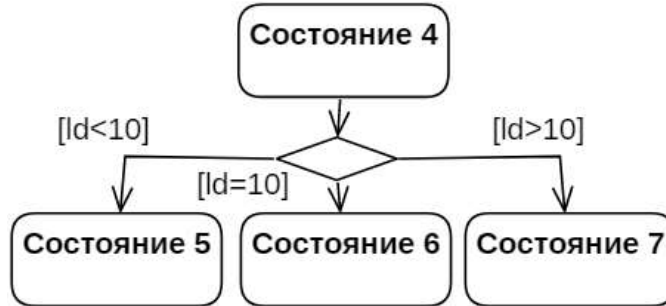 Состояние 4
[Id<10]
[Id>10]
[Id=10]
Состояние 5
Состояние 6
Состояние 7